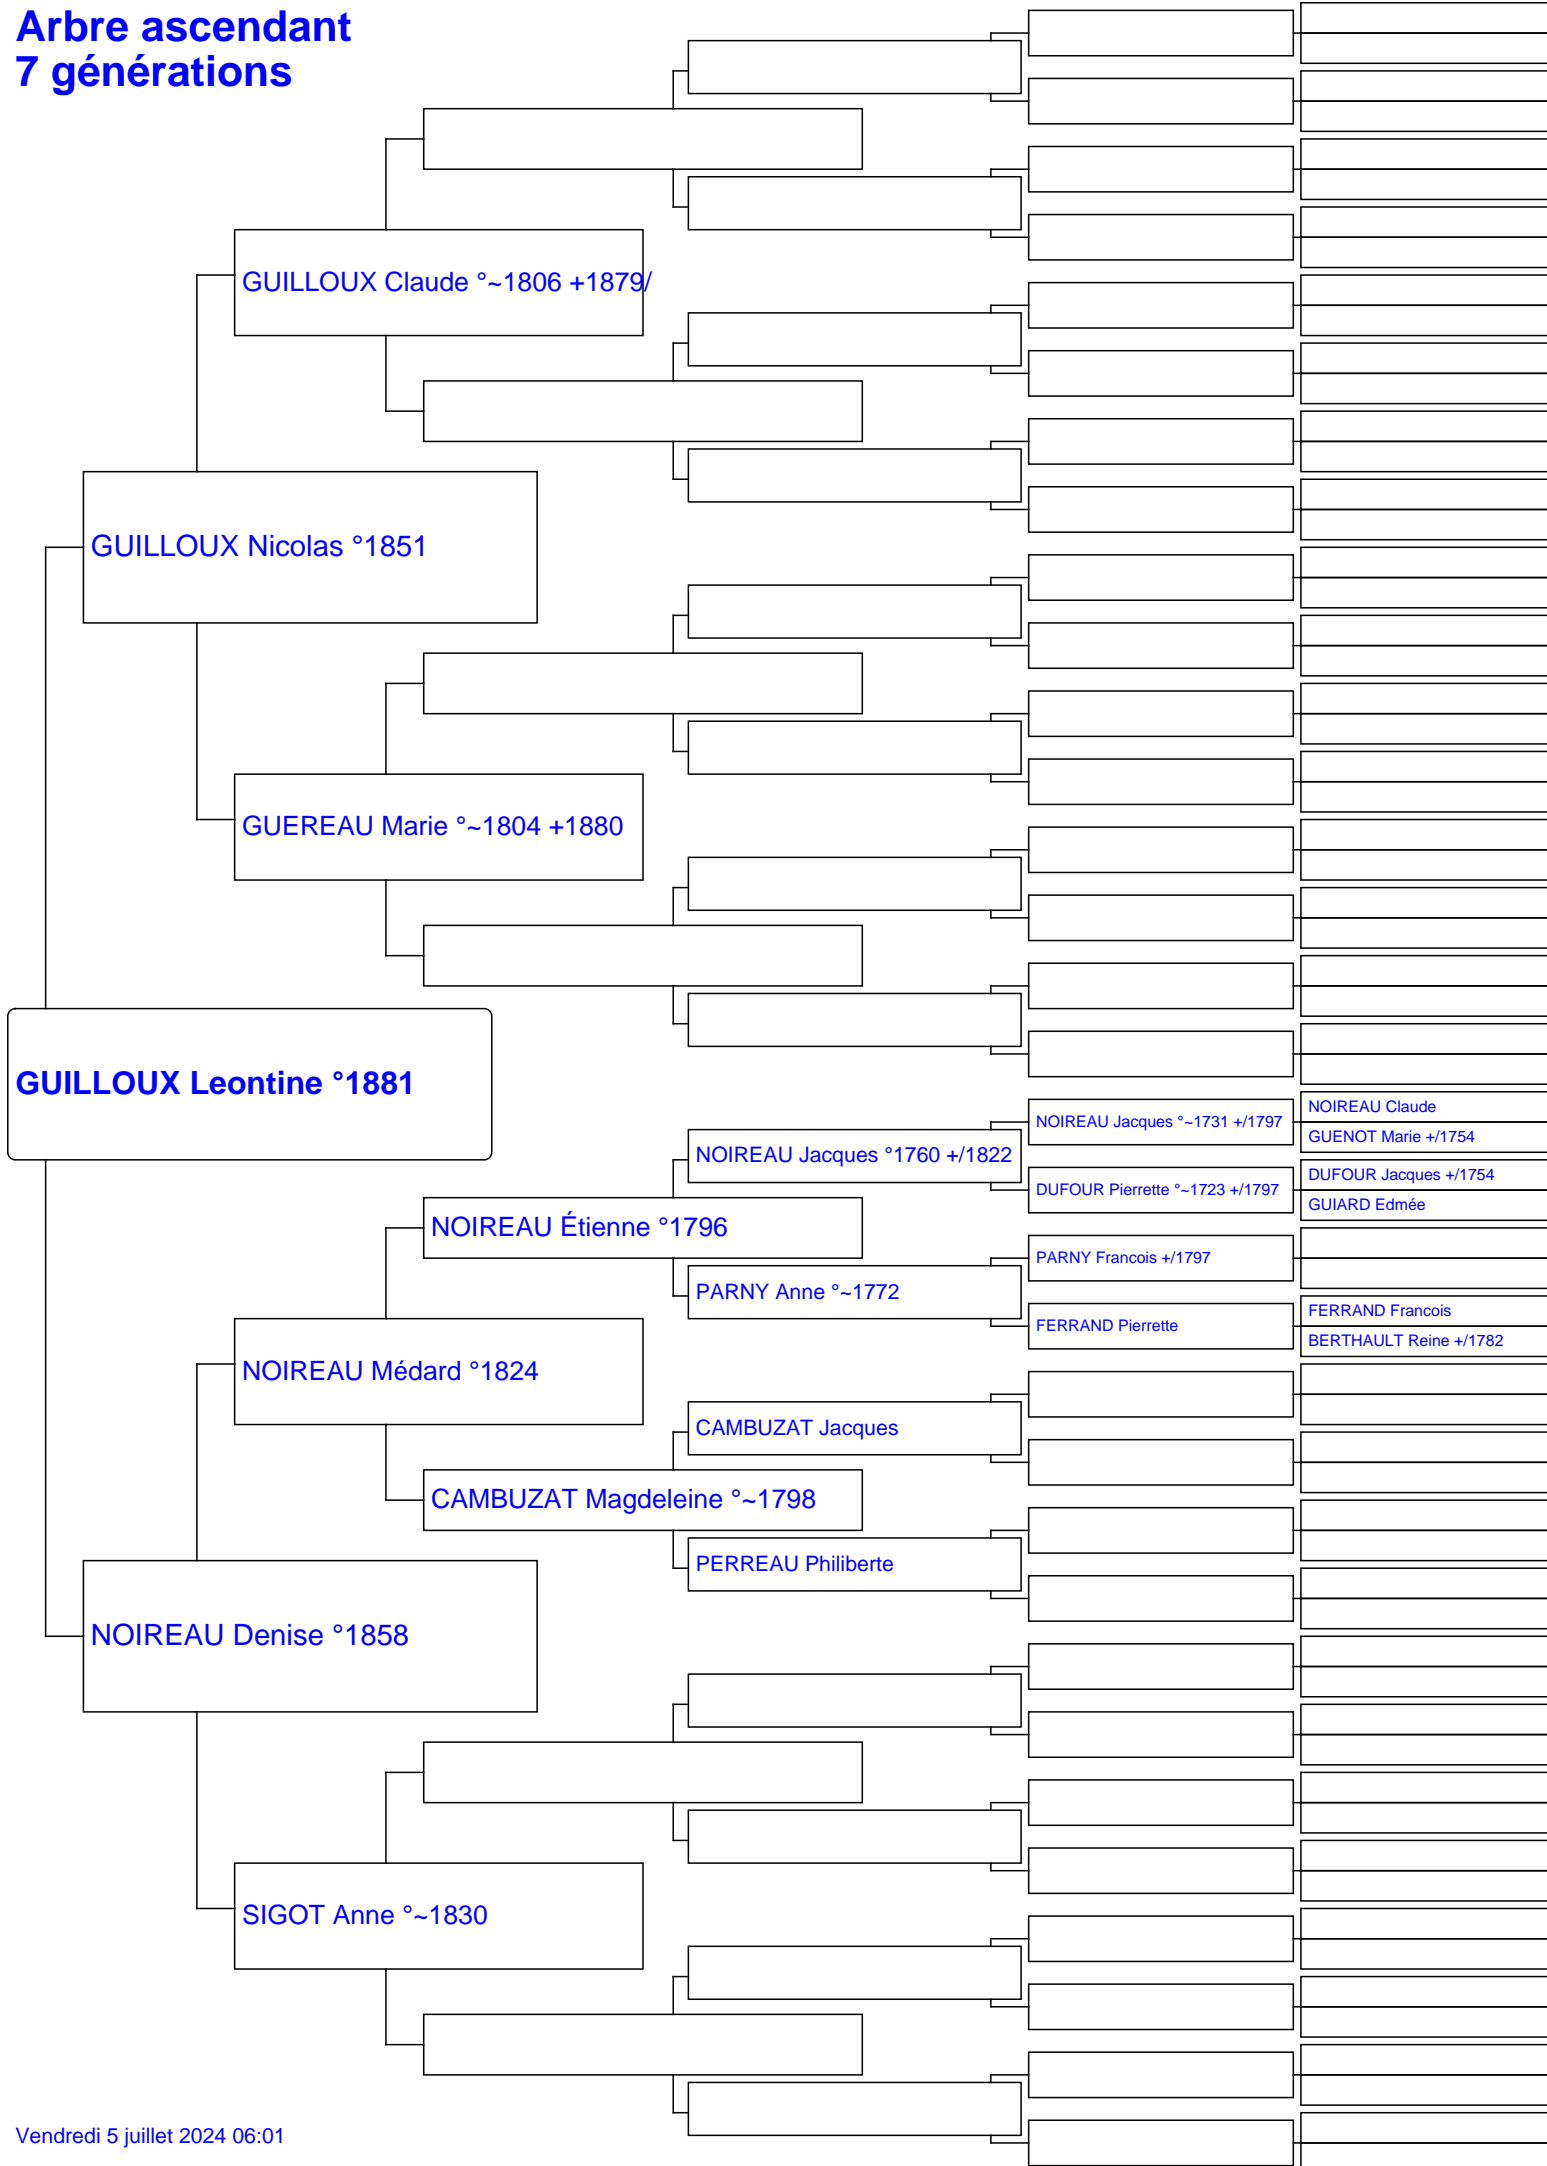 Arbre ascendant
7 générations
GUILLOUX Claude °~1806 +1879/
GUILLOUX Nicolas °1851
GUEREAU Marie °~1804 +1880
GUILLOUX Leontine °1881
NOIREAU Claude
NOIREAU Jacques °~1731 +/1797
GUENOT Marie +/1754
NOIREAU Jacques °1760 +/1822
DUFOUR Jacques +/1754
DUFOUR Pierrette °~1723 +/1797
GUIARD Edmée
NOIREAU Étienne °1796
PARNY Francois +/1797
PARNY Anne °~1772
FERRAND Francois
FERRAND Pierrette
BERTHAULT Reine +/1782
NOIREAU Médard °1824
CAMBUZAT Jacques
CAMBUZAT Magdeleine °~1798
PERREAU Philiberte
NOIREAU Denise °1858
SIGOT Anne °~1830
Vendredi 5 juillet 2024 06:01